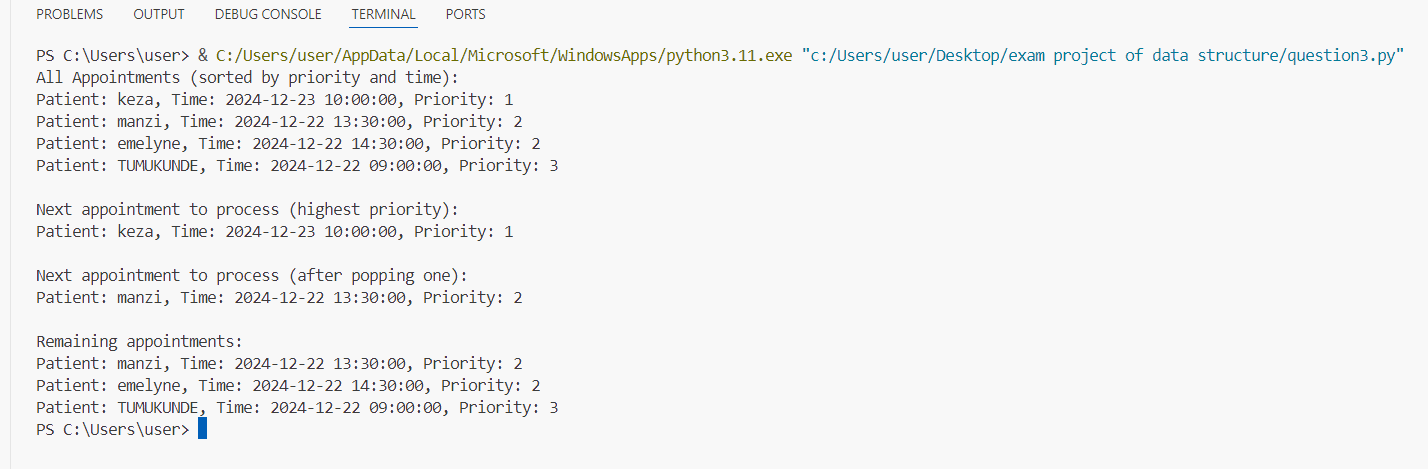 PROBLEMS OUTPUT DEBUG CONSOLE TERMINAL PORTS
PS C:\Users\user> & C:/Users/user/AppData/Local/Microsoft/WindowsApps/python3.11.exe "c:/Users/user/Desktop/exam project of data structure/question3.py"
All Appointments (sorted by priority and time):
Patient: keza, Time: 2024-12-23 10:00:00, Priority: 1
Patient: manzi, Time: 2024-12-22 13:30:00, Priority: 2
Patient: emelyne, Time: 2024-12-22 14:30:00, Priority: 2
Patient: TUMUKUNDE, Time: 2024-12-22 09:00:00, Priority: 3
Next appointment to process (highest priority):
Patient: keza, Time: 2024-12-23 10:00:00, Priority: 1
Next appointment to process (after popping one):
Patient: manzi, Time: 2024-12-22 13:30:00, Priority: 2
Remaining appointments:
Patient: manzi, Time: 2024-12-22 13:30:00, Priority: 2
Patient: emelyne, Time: 2024-12-22 14:30:00, Priority: 2
Patient: TUMUKUNDE, Time: 2024-12-22 09:00:00, Priority: 3
PS C:\Users\user>